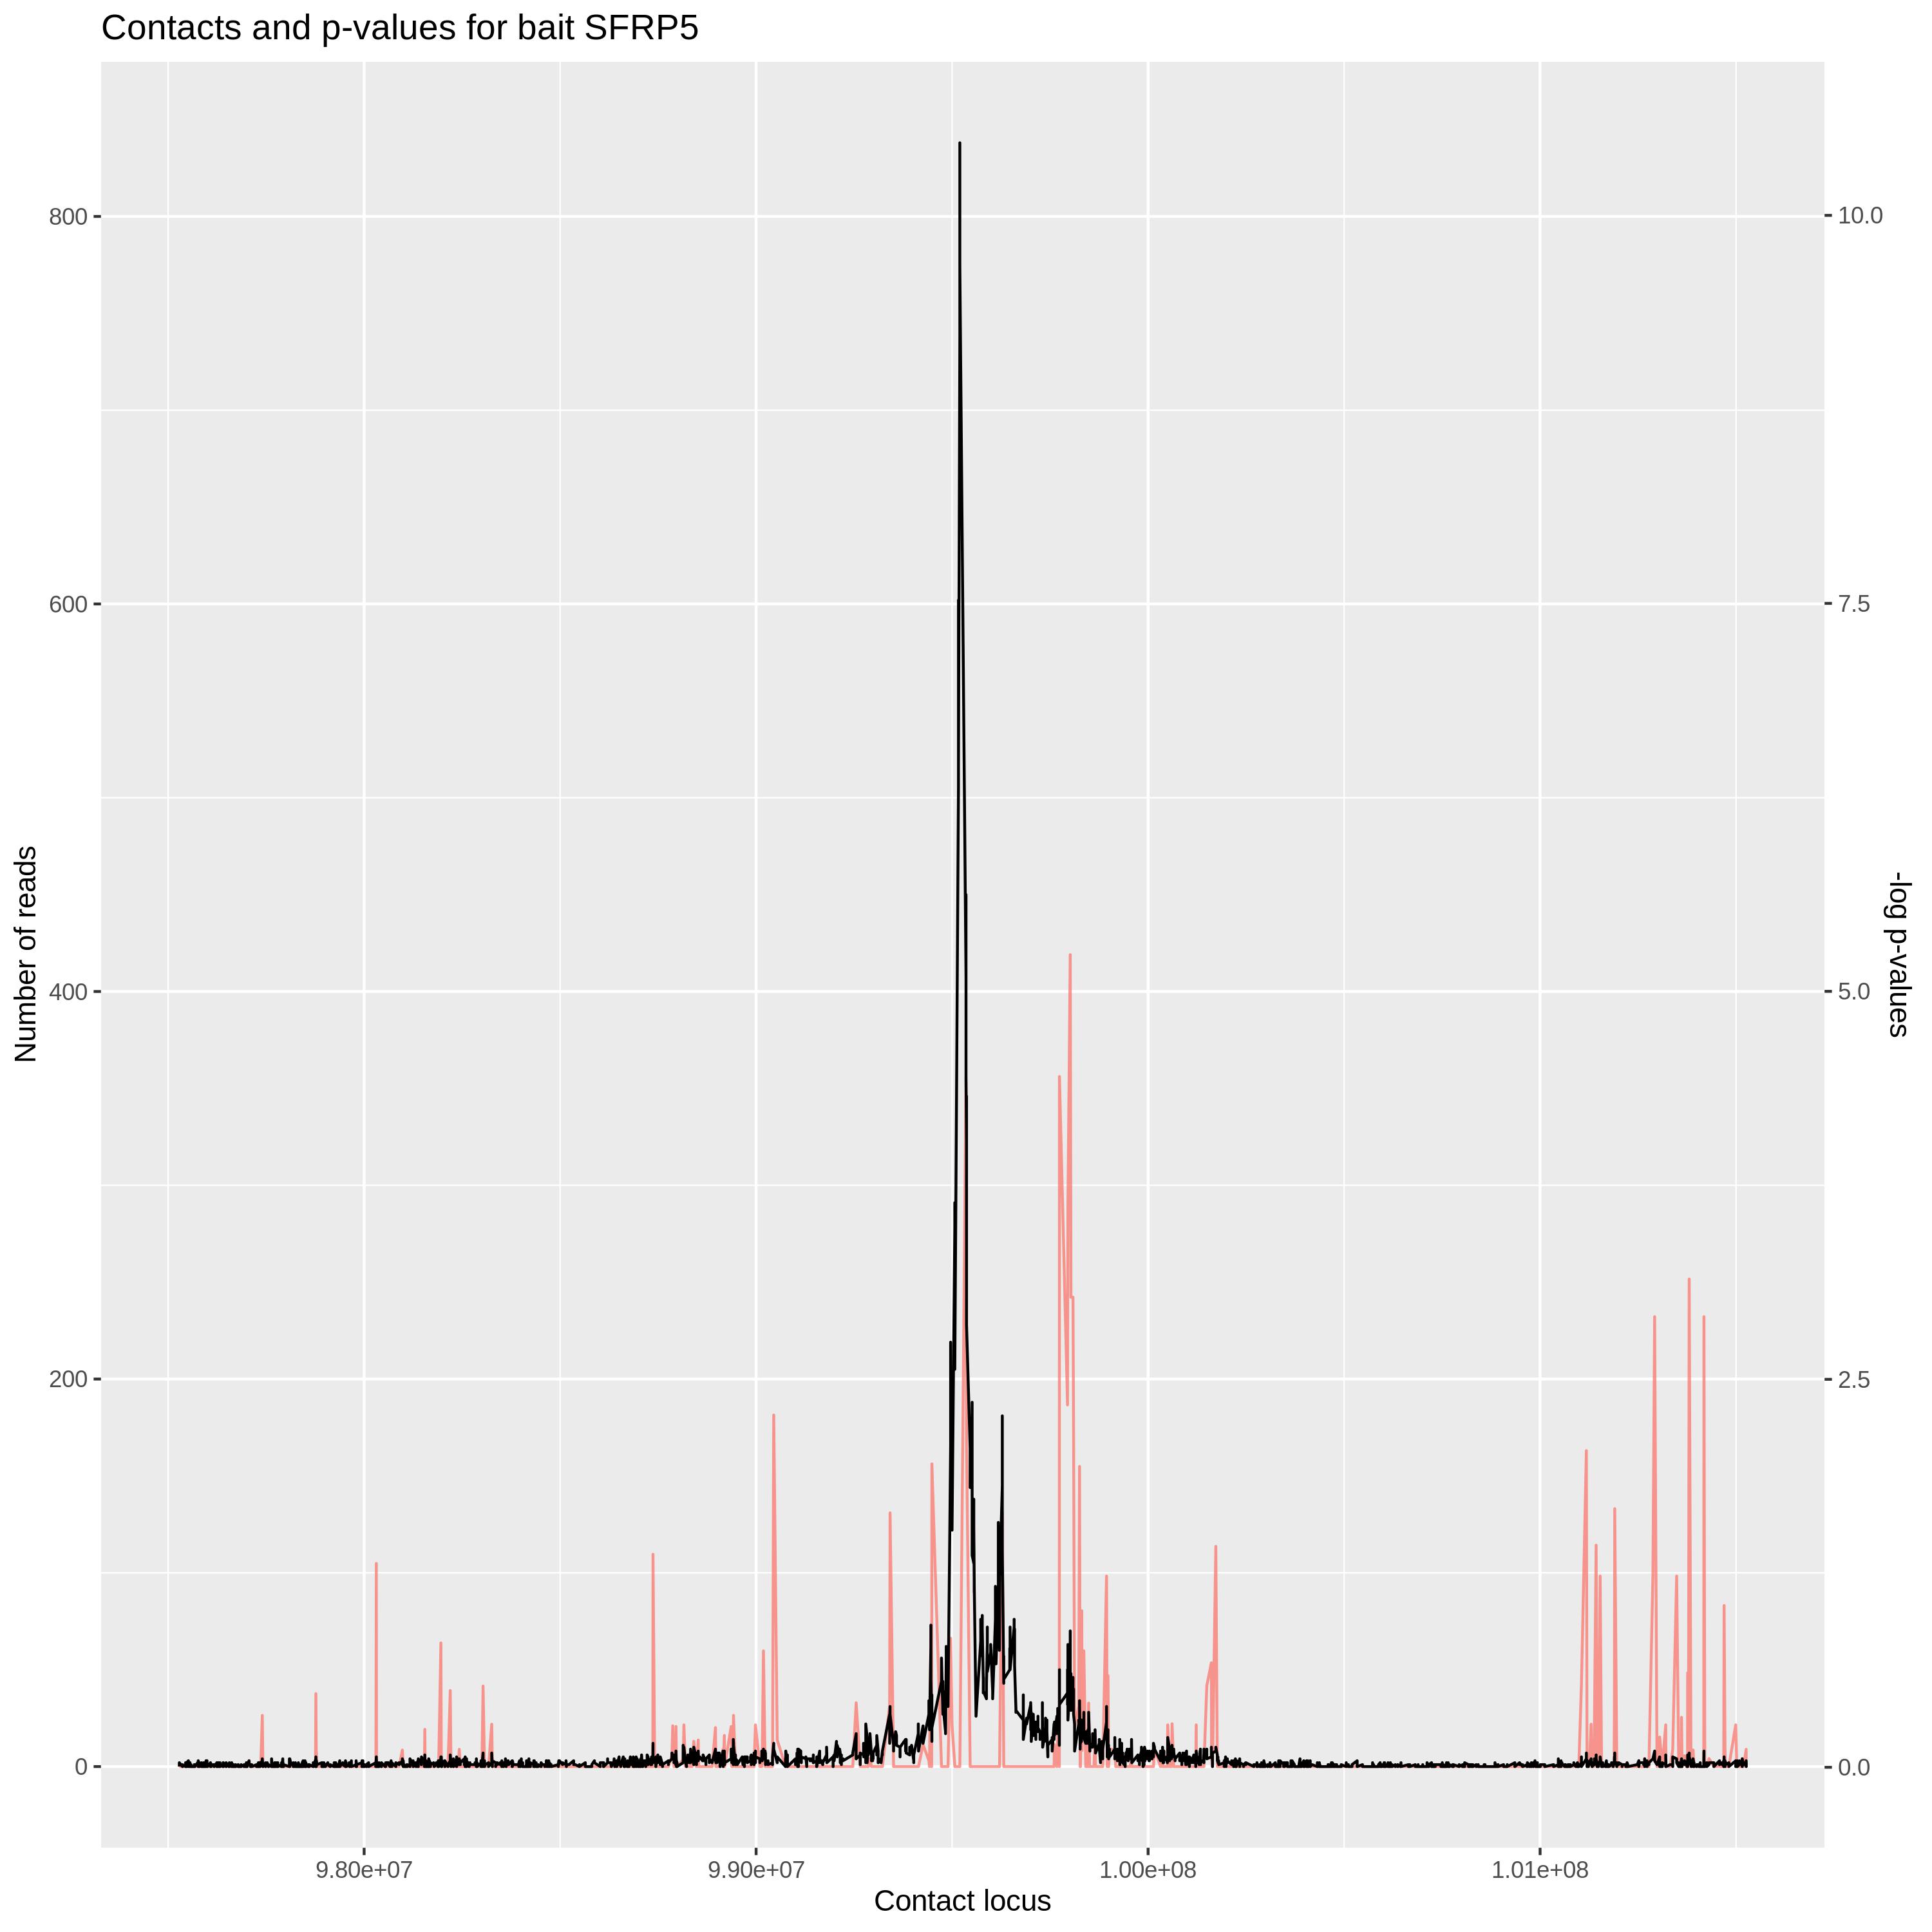 Contacts and p-values for bait SFRP5
Number of reads
800
600
400
200
0
10.0
7.5
5.0
2.5
0.0
-log p-values
9.80e+07
9.90e+07
1.00e+08
1.01e+08
Contact locus